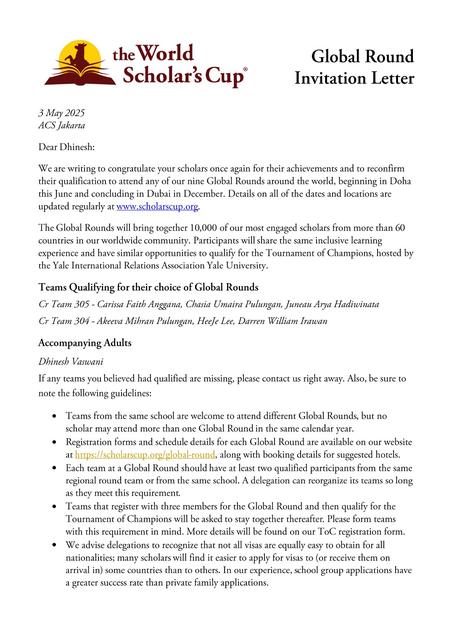 the World
Scholar's Cup®
Global Round
Invitation Letter
3 May 2025
ACS Jakarta
Dear Dhinesh:
We are writing to congratulate your scholars once again for their achievements and to reconfirm
their qualification to attend any of our nine Global Rounds around the world, beginning in Doha
this June and concluding in Dubai in December. Details on all of the dates and locations are
updated regularly at www.scholarscup.org.
The Global Rounds will bring together 10,000 of our most engaged scholars from more than 60
countries in our worldwide community. Participants will share the same inclusive learning
experience and have similar opportunities to qualify for the Tournament of Champions, hosted by
the Yale International Relations Association Yale University.
Teams Qualifying for their choice of Global Rounds
Cr Team 305 - Carissa Faith Anggana, Chasia Umaira Pulungan, Juneau Arya Hadiwinata
Cr Team 304 - Akeeva Mihran Pulungan, HeeJe Lee, Darren William Irawan
Accompanying Adults
Dhinesh Vaswani
If any teams you believed had qualified are missing, please contact us right away. Also, be sure to
note the following guidelines:
• Teams from the same school are welcome to attend different Global Rounds, but no
scholar may attend more than one Global Round in the same calendar year.
• Registration forms and schedule details for each Global Round are available on our website
at https://scholarscup.org/global-round, along with booking details for suggested hotels.
• Each team at a Global Round should have at least two qualified participants from the same
regional round team or from the same school. A delegation can reorganize its teams so long
as they meet this requirement.
• Teams that register with three members for the Global Round and then qualify for the
Tournament of Champions will be asked to stay together thereafter. Please form teams
with this requirement in mind. More details will be found on our ToC registration form.
• We advise delegations to recognize that not all visas are equally easy to obtain for all
nationalities; many scholars will find it easier to apply for visas to (or receive them on
arrival in) some countries than to others. In our experience, school group applications have
a greater success rate than private family applications.